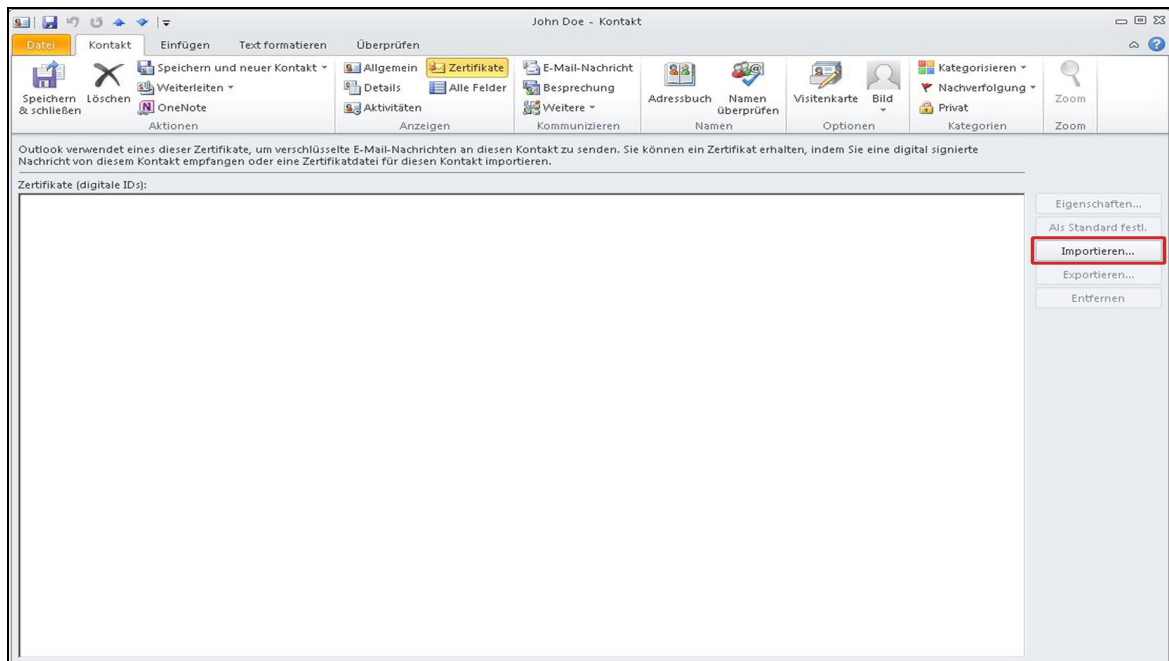 John Doe - Kontakt
Datei Kontakt Einfügen Text formatieren Überprüfen
Speichern & schließen
Löschen
Speichern und neuer Kontakt
Weiterleiten
OneNote
Aktionen
Allgemein
Details
Aktivitäten
Zertifikate
Alle Felder
Anzeigen
E-Mail-Nachricht
Besprechung
Weitere
Kommunizieren
Adressbuch
Namen
überprüfen
Namen
Visitenkarte
Bild
Optionen
Kategorisieren
Nachverfolgung
Privat
Kategorien
Zoom
Zoom
Outlook verwendet eines dieser Zertifikate, um verschlüsselte E-Mail-Nachrichten an diesen Kontakt zu senden. Sie können ein Zertifikat erhalten, indem Sie eine digital signierte
Nachricht von diesem Kontakt empfangen oder eine Zertifikatdatei für diesen Kontakt importieren.
Zertifikate (digitale IDs):
Eigenschaften...
Als Standard festl.
Importieren...
Exportieren...
Entfernen